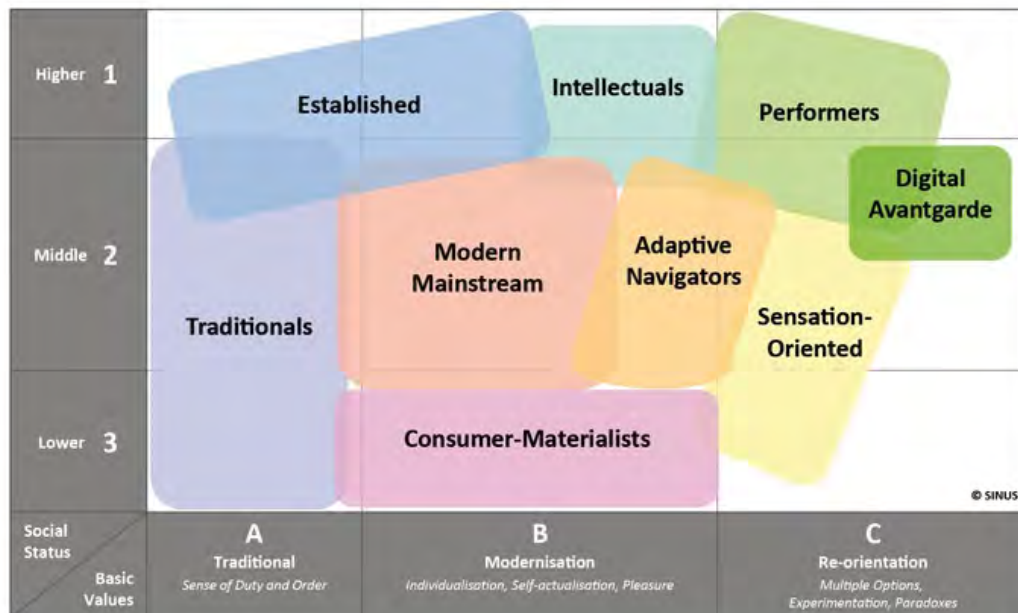 Higher 1
Middle 2
Lower 3
Established
Intellectuals
Performers
Digital
Avantgarde
Modern
Mainstream
Adaptive
Navigators
Traditionals
Sensation-
Oriented
Consumer-Materialists
© SINUS
Social
Status
Basic
Values
A
Traditional
Sense of Duty and Order
B
Modernisation
Individualisation, Self-actualisation, Pleasure
C
Re-orientation
Multiple Options,
Experimentation, Paradoxes